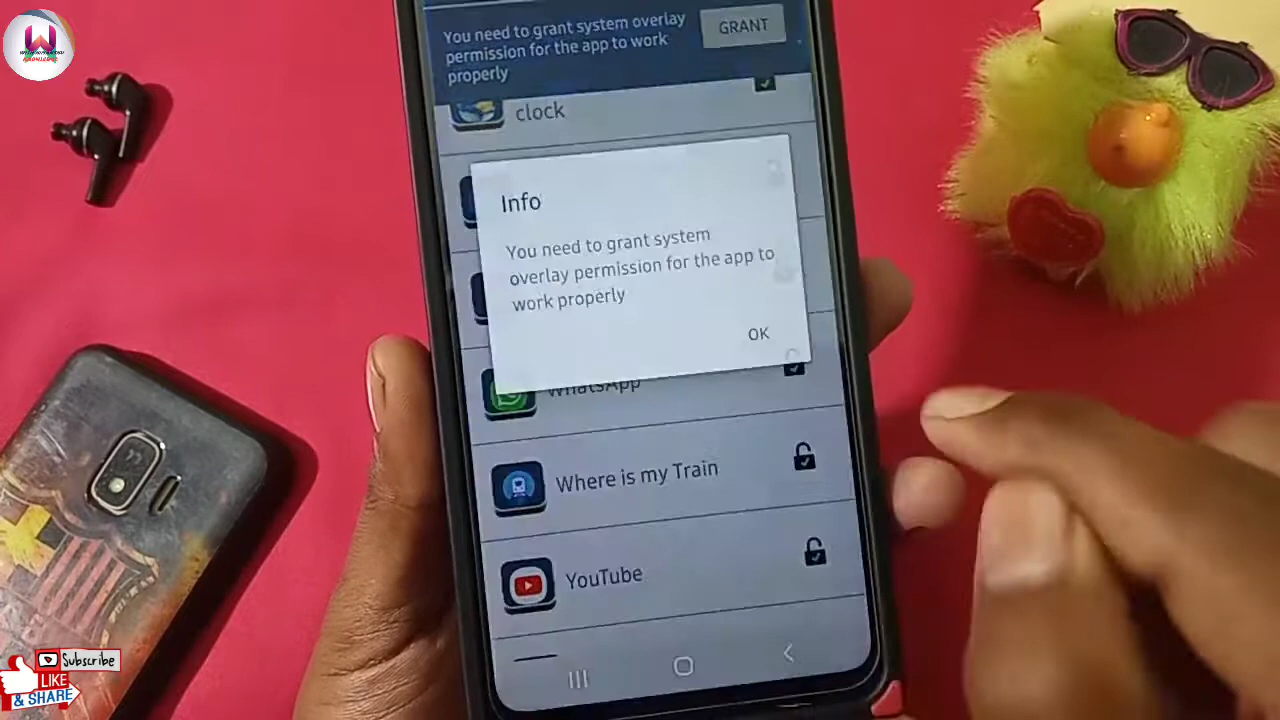 You need to grant system overlay
permission for the app to work
properly
GRANT
clock
Info
You need to grant system
overlay permission for the app to
work properly
OK
WhatsApp
Where is my Train
YouTube
Subscribe
LIKE
& SHARE